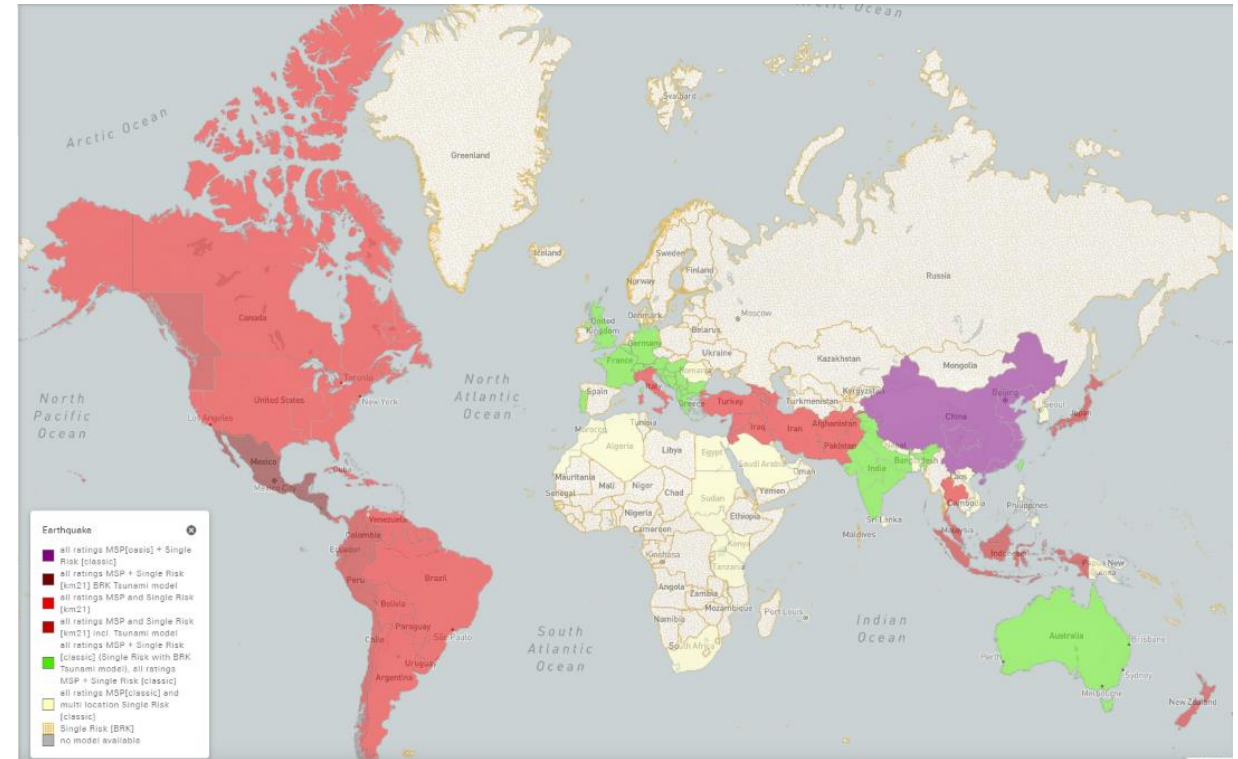 Arctic Ocean
Arctic Ocean
Svalbard
Greenland
Iceland
Sweden
Finland
Norway
Russia
Moscow
Denmark
United
Kingdom
Belarus
Germany
Ukraine
France
Romania
Kazakhstan
Mongolia
Canada
Toronto
New York
United States
Los Angeles
North
Pacific
Ocean
North
Atlantic
Ocean
Spain
Italy
Greece
Turkey
Turkmenistan
Kyrgyzstan
Beijing
Seoul
Japan
China
Morocco
Tunisia
Algeria
Libya
Egypt
Iraq
Iran
Afghanistan
Pakistan
Nepal
Saudi Arabia
Oman
India
Bangladesh
Laos
Mexico
Mexico City
Cuba
Mauritania
Mali
Niger
Chad
Sudan
Yemen
Senegal
Nigeria
Ethiopia
Cameroon
Cambodia
Philippines
Sri Lanka
Maldives
Malaysia
Venezuela
Colombia
Ecuador
Kinshasa
Kenya
Tanzania
Indonesia
Papua New
Guinea
Peru
Brazil
Bolivia
Angola
Zambia
Mozambique
Port Louis
Namibia
Paraguay
São Paulo
Chile
Uruguay
Argentina
South
Atlantic
Ocean
South Africa
Indian
Ocean
Australia
Brisbane
Perth
Sydney
Melbourne
New Zealand
Earthquake
all ratings MSP[oasis] + Single
Risk [classic]
all ratings MSP + Single Risk
[km21] BRK Tsunami model
all ratings MSP and Single Risk
[km21]
all ratings MSP and Single Risk
[km21] incl. Tsunami model
all ratings MSP + Single Risk
[classic] (Single Risk with BRK
Tsunami model), all ratings
MSP + Single Risk [classic]
all ratings MSP[classic] and
multi location Single Risk
[classic]
Single Risk [BRK]
no model available